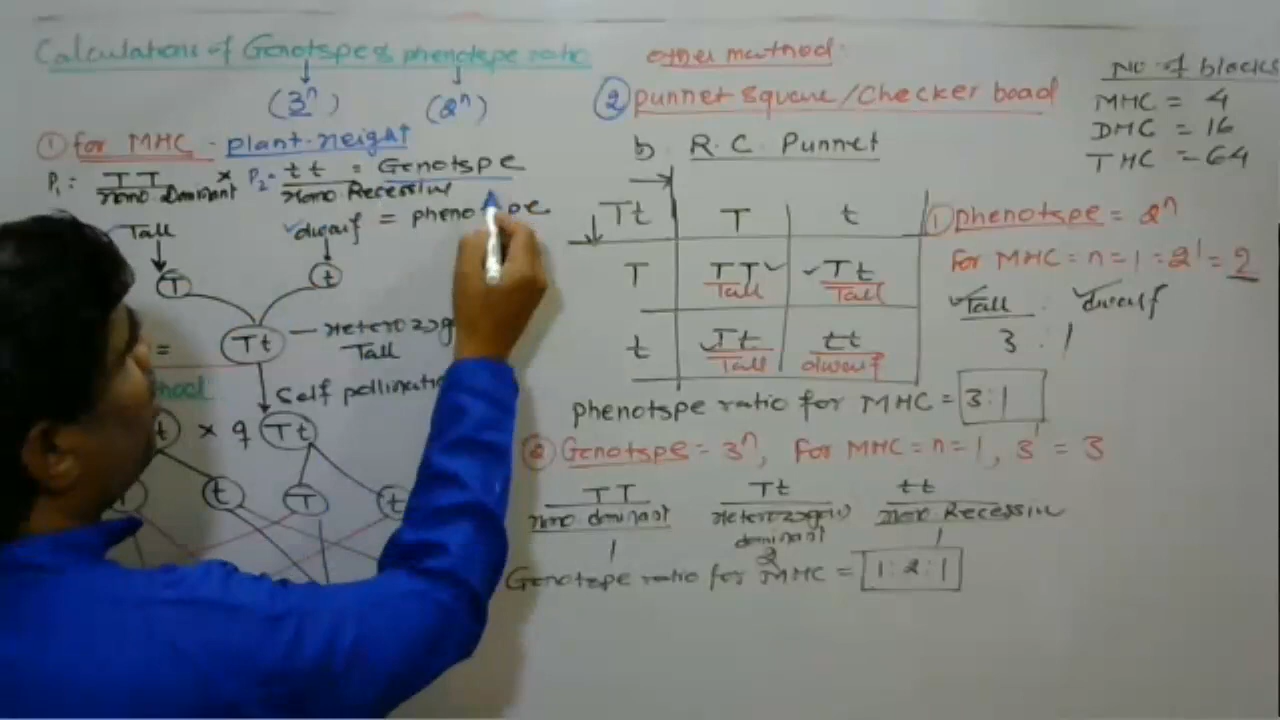 Calculations of Genotype & phenotype ratio
(3ⁿ) (2ⁿ)
① for MHC - plant height
P₁ : TT × P₂ = tt = Genotype
Homo Dominant Homo Recessive
Tall dwarf = pheno pe
T t
Tt
Tall
=
Self pollinatio
t × ♀ Tt
t T t
other method:
② punnet square/checker boad
b R.C. Punnet
Tt T t
T TT ✓ ✓ Tt
Tall Tall
t Tt tt
Tall dwarf
phenotype ratio for MHC = 3:1
No of blocks
MHC = 4
DMC = 16
THC = 64
① phenotype = 2ⁿ
For MHC = n = 1 = 2¹ = 2
✓Tall : ✓dwarf
3 : 1
② Genotype = 3ⁿ, For MHC = n = 1, 3¹ = 3
TT Tt tt
Homo dominant Heterozygous Homo Recessive
dominant
1 2 1
Genotype ratio for MHC = 1:2:1